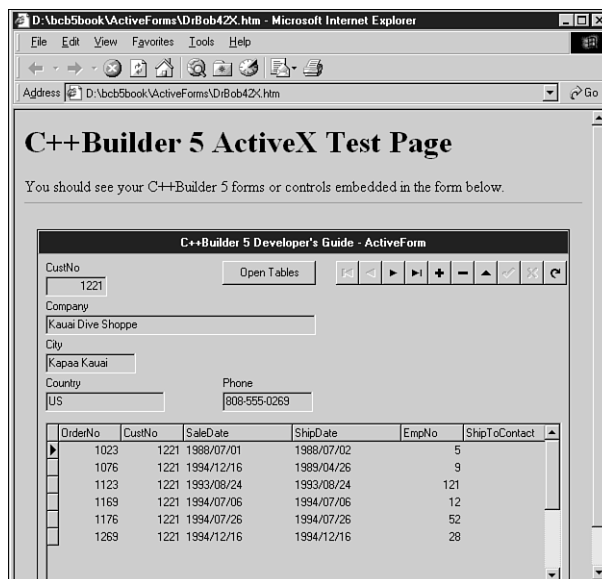 D:\bcb5book\ActiveForms\DrBob42X.htm - Microsoft Internet Explorer
File Edit View Favorites Tools Help
Address D:\bcb5book\ActiveForms\DrBob42X.htm Go
C++Builder 5 ActiveX Test Page
You should see your C++Builder 5 forms or controls embedded in the form below.
C++Builder 5 Developer's Guide - ActiveForm
CustNo
1221 Open Tables
Company
Kauai Dive Shoppe
City
Kapaa Kauai
Country Phone
US 808-555-0269
OrderNo CustNo SaleDate ShipDate EmpNo ShipToContact
1023 1221 1988/07/01 1988/07/02 5
1076 1221 1994/12/16 1989/04/26 9
1123 1221 1993/08/24 1993/08/24 121
1169 1221 1994/07/06 1994/07/06 12
1176 1221 1994/07/26 1994/07/26 52
1269 1221 1994/12/16 1994/12/16 28